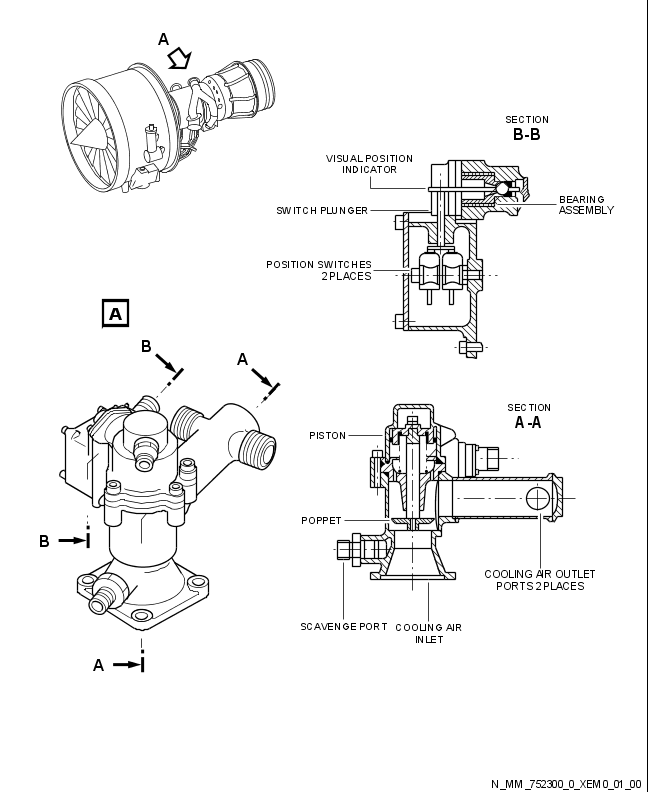 A
SECTION
B-B
VISUAL POSITION
INDICATOR
BEARING
ASSEMBLY
SWITCH PLUNGER
POSITION SWITCHES
2 PLACES
A
B
A
SECTION
A-A
PISTON
POPPET
B
COOLING AIR OUTLET
PORTS 2 PLACES
SCAVENGE PORT
COOLING AIR
INLET
A
N_MM_752300_0_XEM0_01_00